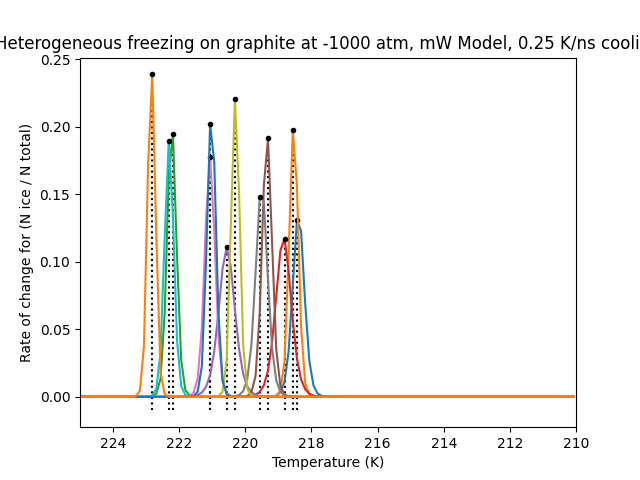 Heterogeneous freezing on graphite at -1000 atm, mW Model, 0.25 K/ns cooli
0.25
0.20
0.15
0.10
0.05
0.00
Rate of change for (N ice / N total)
224 222 220 218 216 214 212 210
Temperature (K)